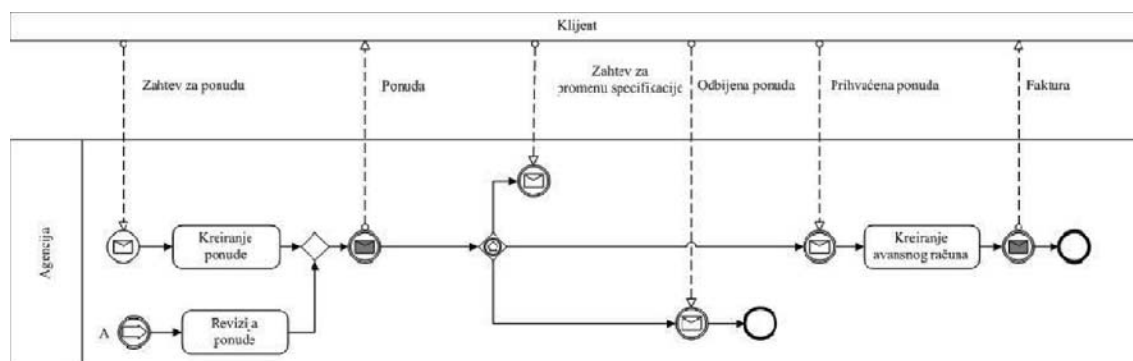 Klijent
Zahtev za ponudu
Ponuda
Zahtev za
promenu specifikacije
Odbijena ponuda
Prihvaćena ponuda
Faktura
Agencija
Kreiranje
ponude
Kreiranje
avansnog računa
A
Revizija
ponude